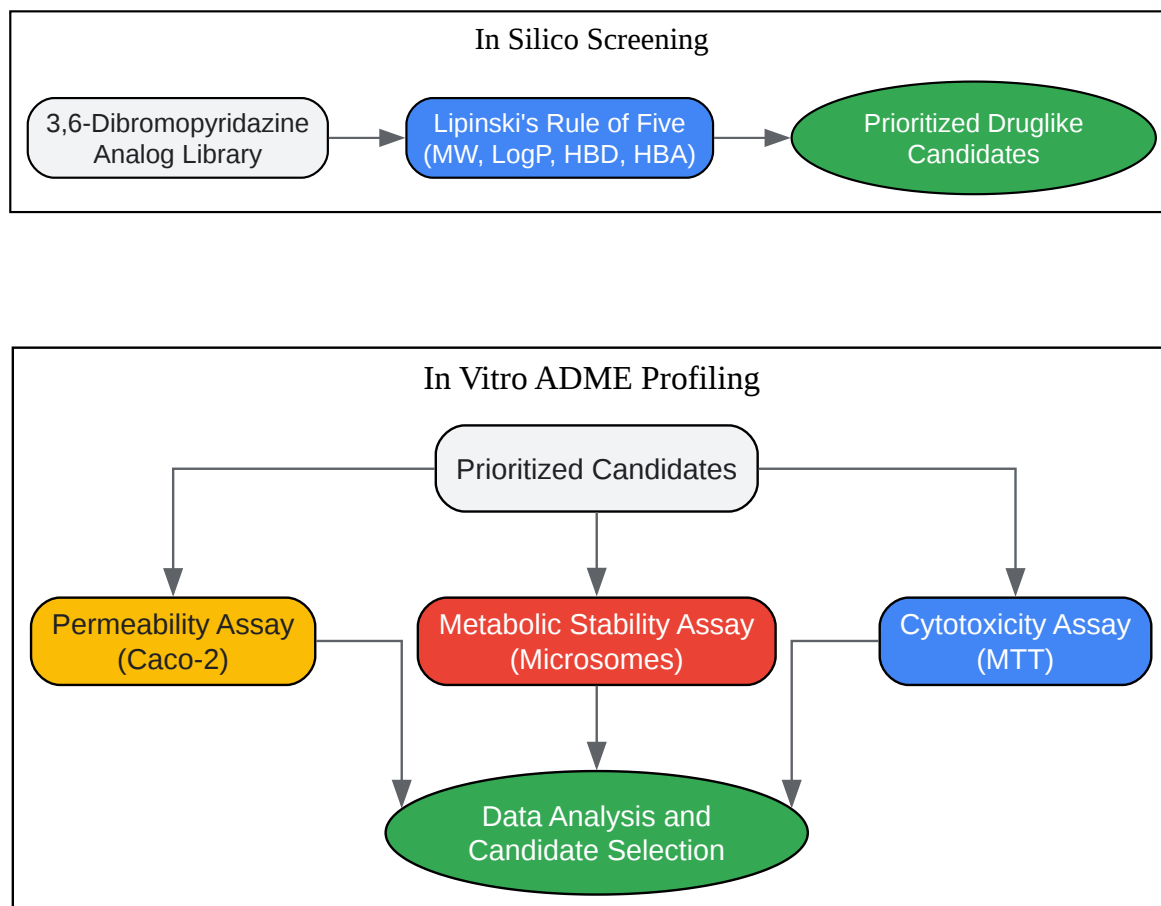 In Silico Screening
3,6-Dibromopyridazine
Analog Library
Lipinski's Rule of Five
(MW, LogP, HBD, HBA)
Prioritized Druglike
Candidates
In Vitro ADME Profiling
Prioritized Candidates
Permeability Assay
(Caco-2)
Metabolic Stability Assay
(Microsomes)
Cytotoxicity Assay
(MTT)
Data Analysis and
Candidate Selection